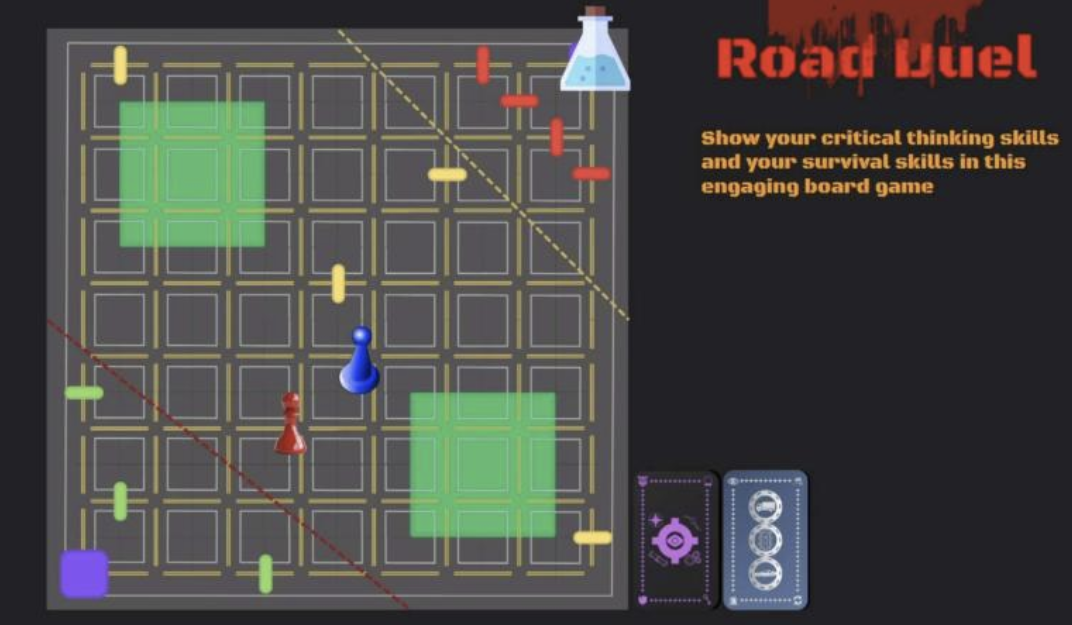 Road Duel
Show your critical thinking skills
and your survival skills in this
engaging board game